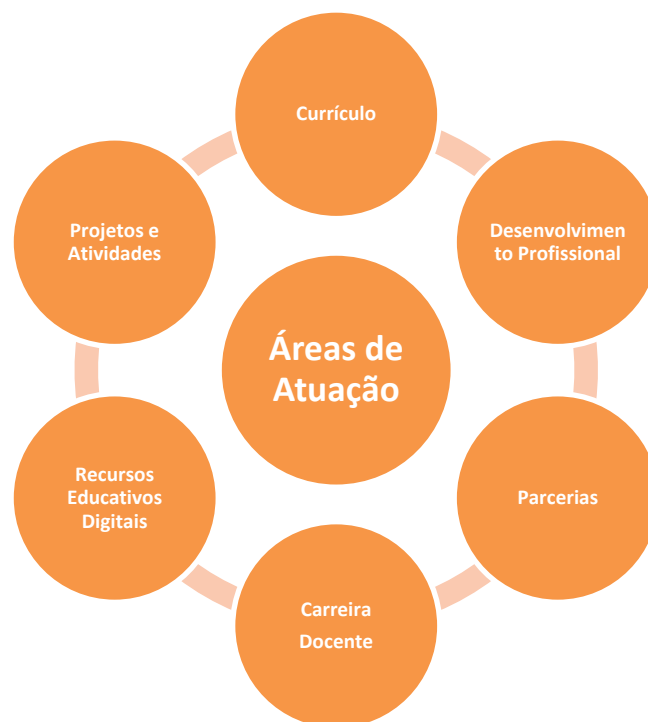 Currículo
Desenvolvimen
to Profissional
Parcerias
Carreira
Docente
Recursos
Educativos
Digitais
Projetos e
Atividades
Áreas de
Atuação